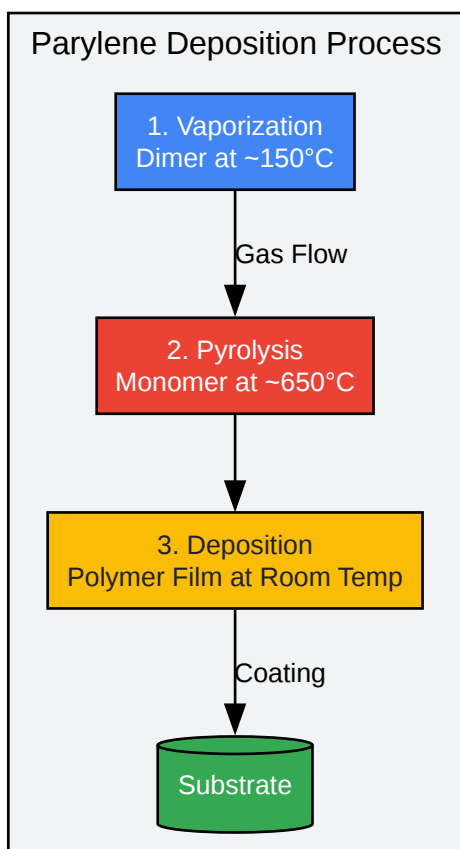 Parylene Deposition Process
1. Vaporization
Dimer at ~150°C
Gas Flow
2. Pyrolysis
Monomer at ~650°C
3. Deposition
Polymer Film at Room Temp
Coating
Substrate